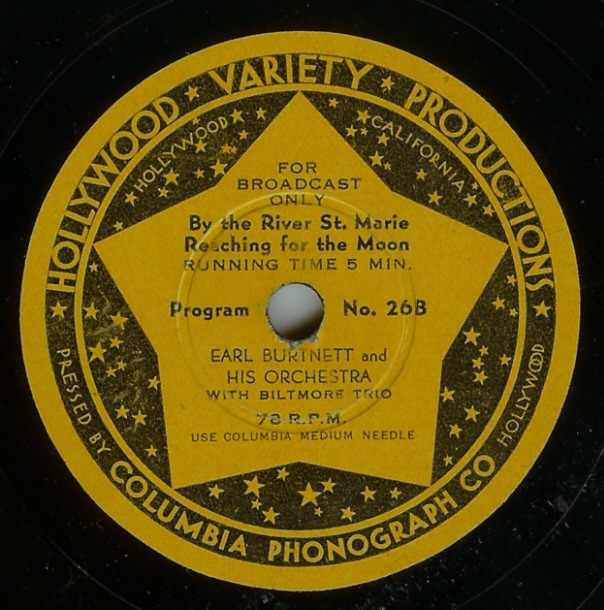 HOLLYWOOD ★ VARIETY ★ PRODUCTIONS
HOLLYWOOD CALIFORNIA
FOR
BROADCAST
ONLY
By the River St. Marie
Reaching for the Moon
RUNNING TIME 5 MIN.
Program No. 26B
EARL BURTNETT and
HIS ORCHESTRA
WITH BILTMORE TRIO
78 R.P.M.
USE COLUMBIA MEDIUM NEEDLE
PRESSED BY COLUMBIA PHONOGRAPH CO HOLLYWOOD